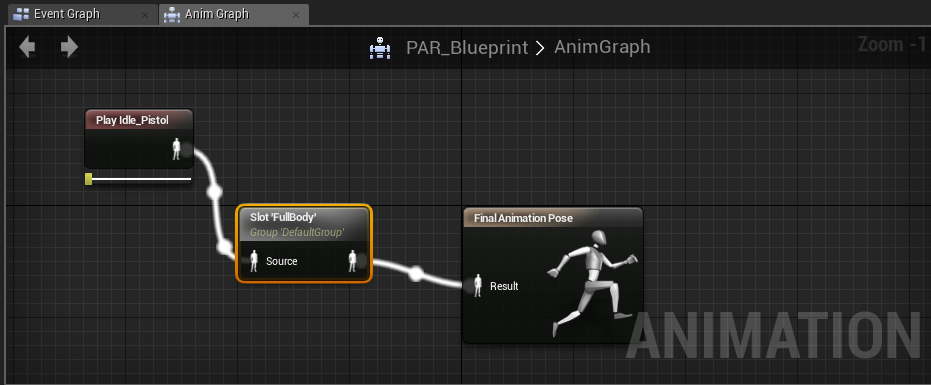 Event Graph
Anim Graph
PAR_Blueprint > AnimGraph
Zoom -1
Play Idle_Pistol
Slot 'FullBody'
Group 'DefaultGroup'
Source
Final Animation Pose
Result
ANIMATION